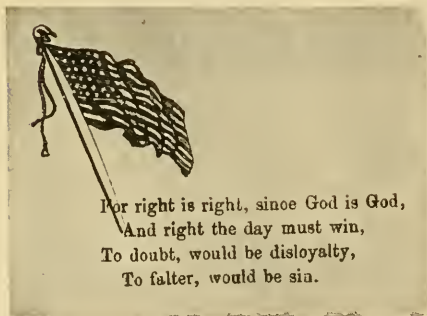 For right is right, since God is God,
And right the day must win,
To doubt, would be disloyalty,
To falter, would be sin.